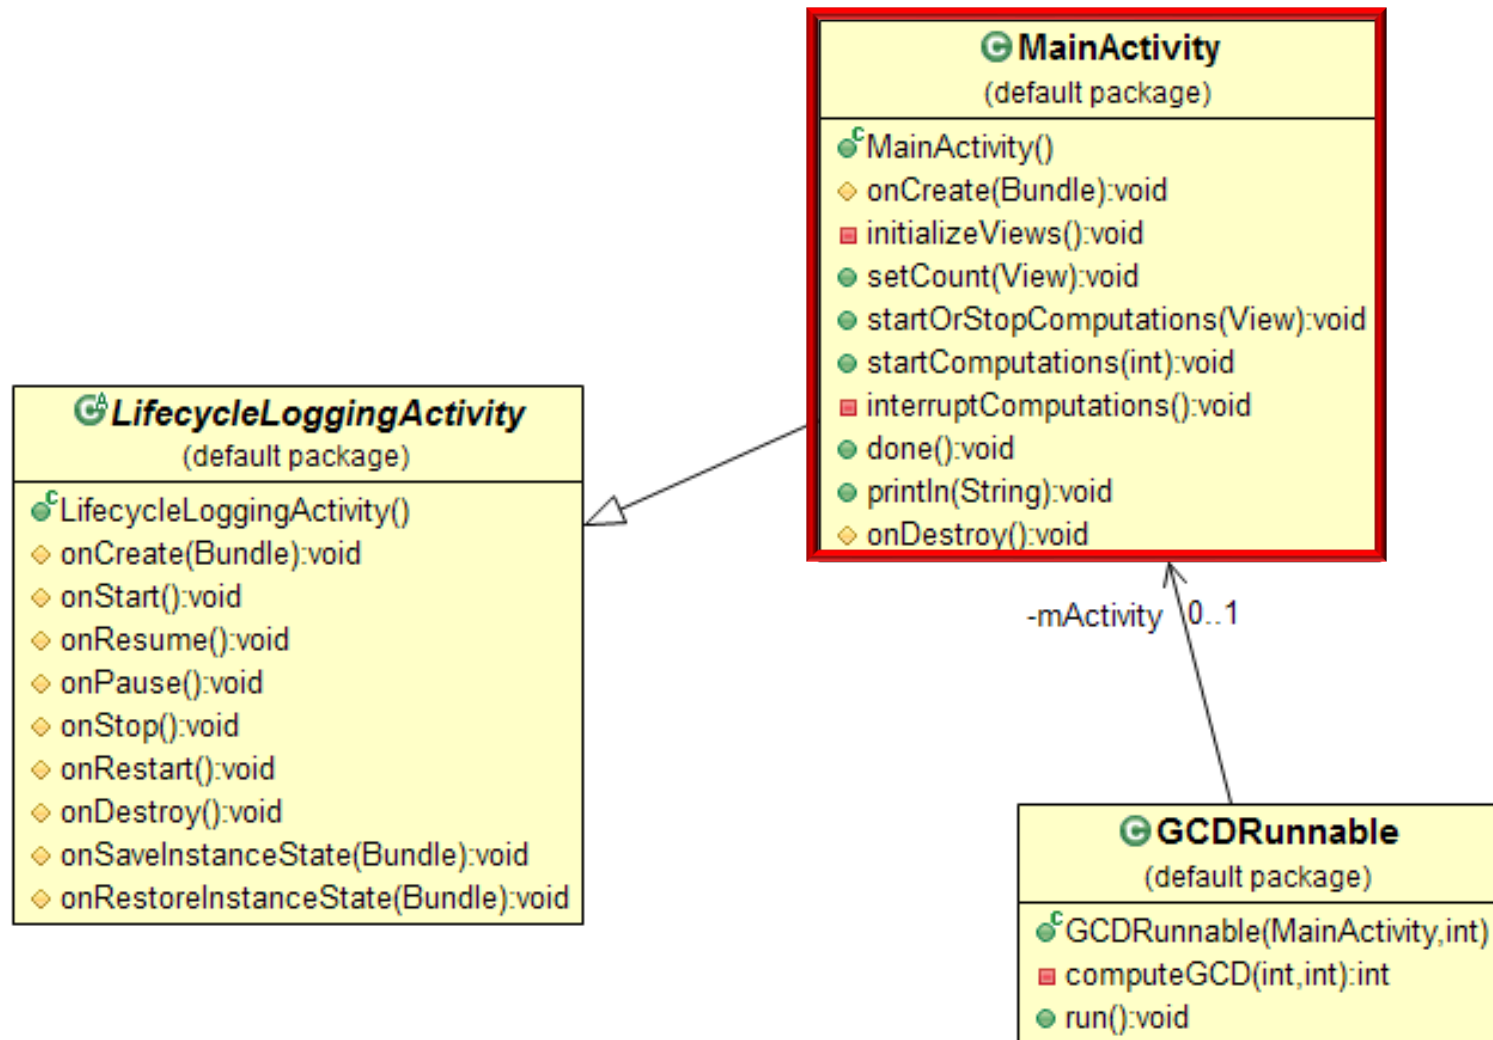 MainActivity
(default package)
MainActivity()
onCreate(Bundle):void
initializeViews():void
setCount(View):void
startOrStopComputations(View):void
startComputations(int):void
interruptComputations():void
done():void
println(String):void
onDestroy():void
LifecycleLoggingActivity
(default package)
LifecycleLoggingActivity()
onCreate(Bundle):void
onStart():void
onResume():void
onPause():void
onStop():void
onRestart():void
onDestroy():void
onSaveInstanceState(Bundle):void
onRestoreInstanceState(Bundle):void
-mActivity 0..1
GCDRunnable
(default package)
GCDRunnable(MainActivity,int)
computeGCD(int,int):int
run():void